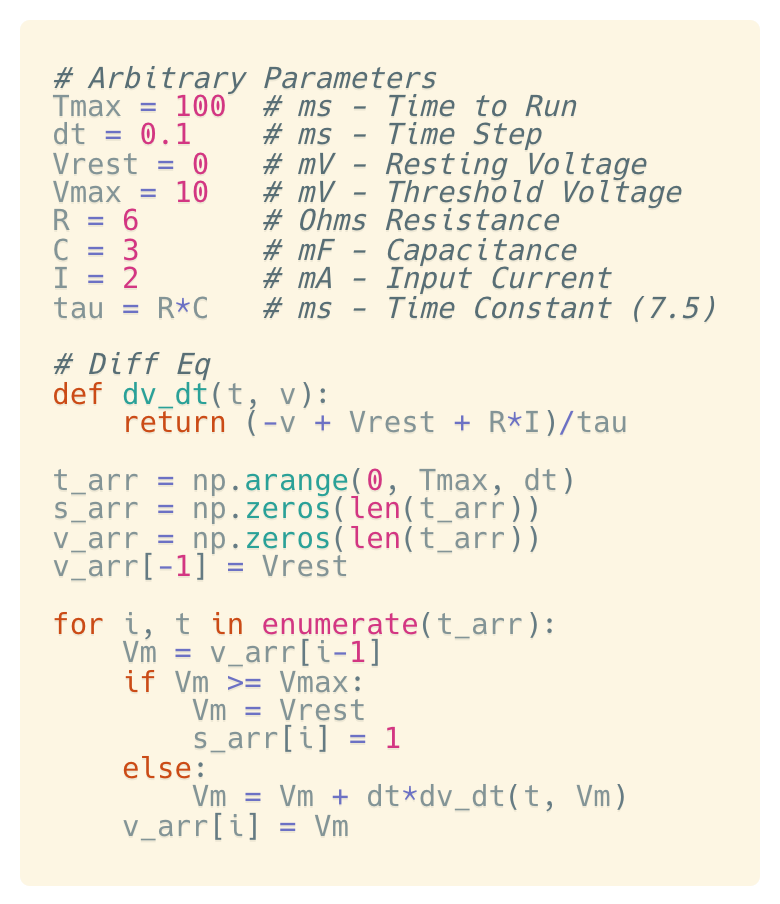 # Arbitrary Parameters
Tmax = 100  # ms - Time to Run
dt = 0.1    # ms - Time Step
Vrest = 0   # mV - Resting Voltage
Vmax = 10   # mV - Threshold Voltage
R = 6       # Ohms Resistance
C = 3       # mF - Capacitance
I = 2       # mA - Input Current
tau = R*C   # ms - Time Constant (7.5)

# Diff Eq
def dv_dt(t, v):
    return (-v + Vrest + R*I)/tau

t_arr = np.arange(0, Tmax, dt)
s_arr = np.zeros(len(t_arr))
v_arr = np.zeros(len(t_arr))
v_arr[-1] = Vrest

for i, t in enumerate(t_arr):
    Vm = v_arr[i-1]
    if Vm >= Vmax:
        Vm = Vrest
        s_arr[i] = 1
    else:
        Vm = Vm + dt*dv_dt(t, Vm)
    v_arr[i] = Vm